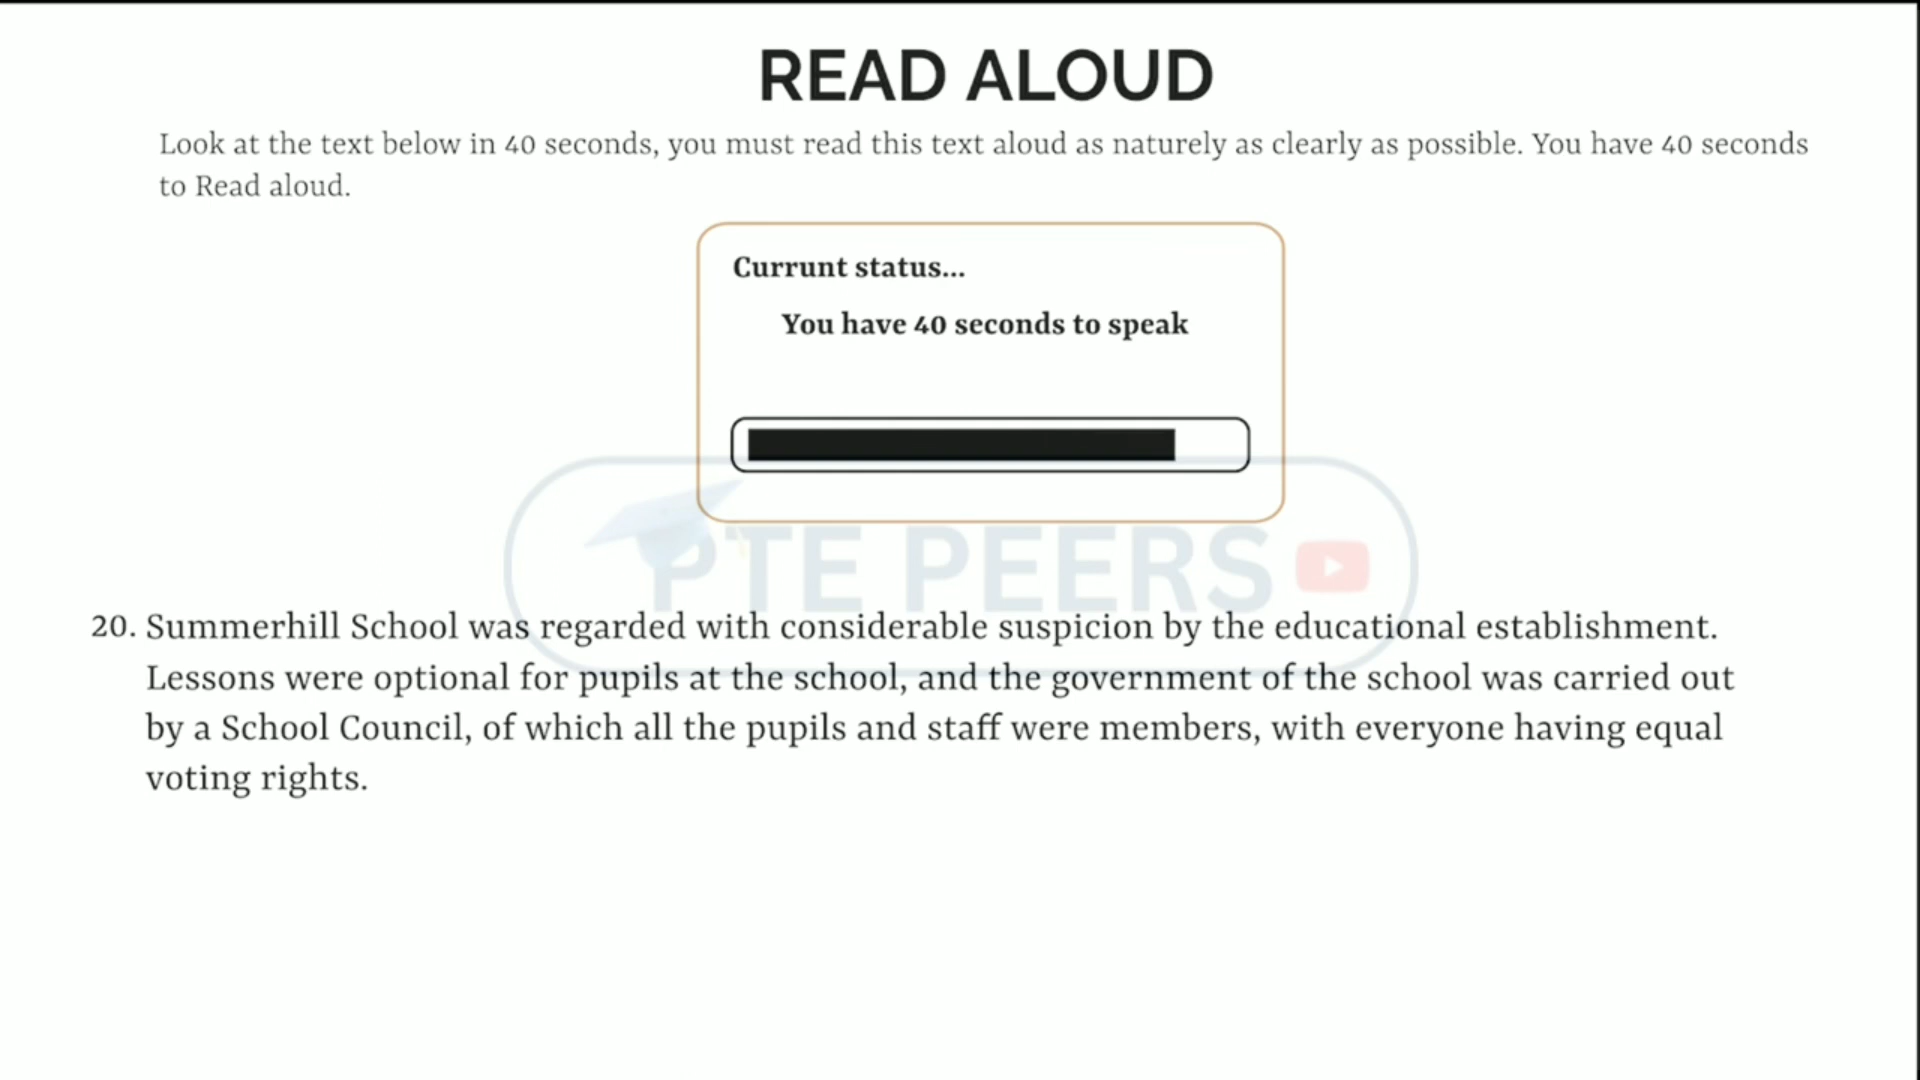 READ ALOUD
Look at the text below in 40 seconds, you must read this text aloud as naturely as clearly as possible. You have 40 seconds
to Read aloud.
Currunt status...
You have 40 seconds to speak
PTE PEERS
20. Summerhill School was regarded with considerable suspicion by the educational establishment.
Lessons were optional for pupils at the school, and the government of the school was carried out
by a School Council, of which all the pupils and staff were members, with everyone having equal
voting rights.